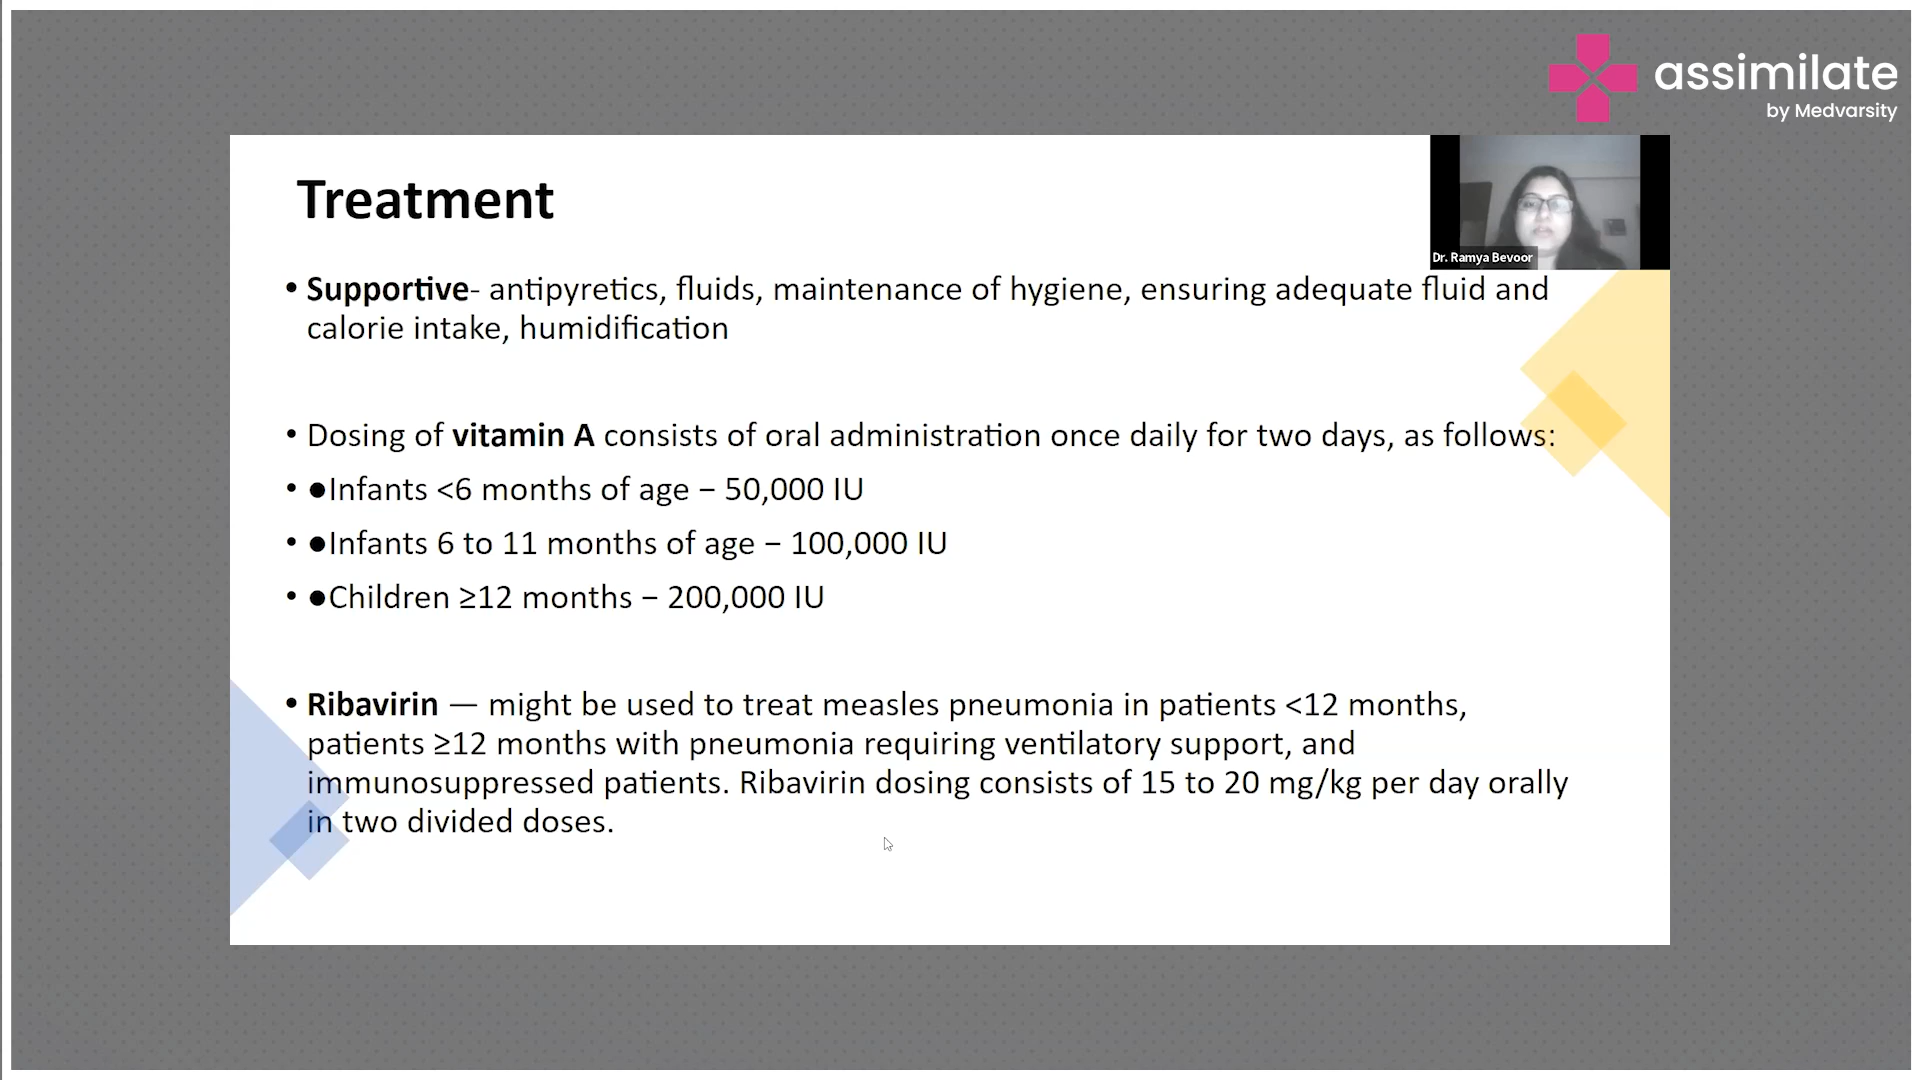 assimilate
by Medvarsity
Treatment
Dr. Ramya Bevoor
• Supportive- antipyretics, fluids, maintenance of hygiene, ensuring adequate fluid and
calorie intake, humidification
• Dosing of vitamin A consists of oral administration once daily for two days, as follows:
• ●Infants <6 months of age – 50,000 IU
• ●Infants 6 to 11 months of age – 100,000 IU
• ●Children ≥12 months – 200,000 IU
• Ribavirin — might be used to treat measles pneumonia in patients <12 months,
patients ≥12 months with pneumonia requiring ventilatory support, and
immunosuppressed patients. Ribavirin dosing consists of 15 to 20 mg/kg per day orally
in two divided doses.